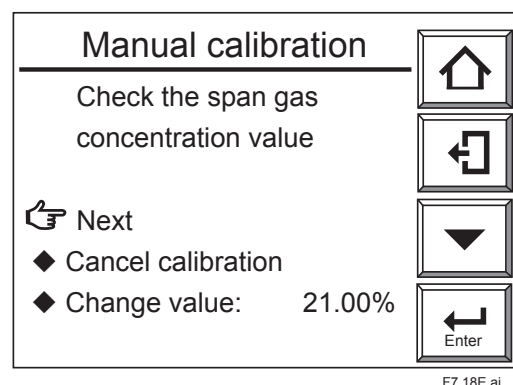 Manual calibration
Check the span gas
concentration value
Next
◆ Cancel calibration
◆ Change value: 21.00%
Enter
F7.18E.ai